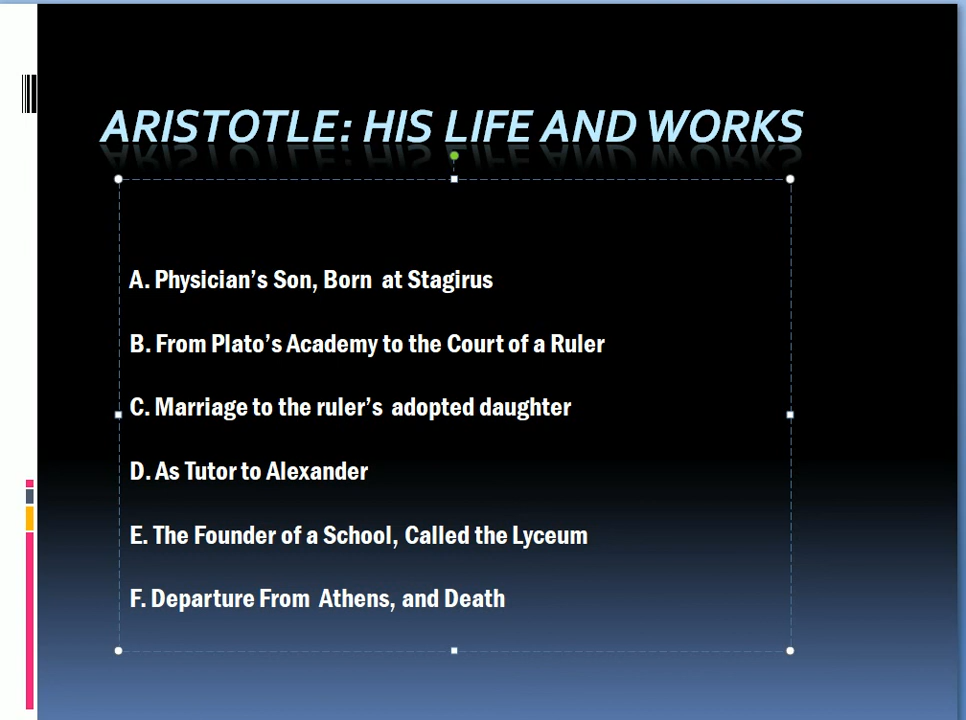 ARISTOTLE: HIS LIFE AND WORKS
A. Physician's Son, Born at Stagirus
B. From Plato's Academy to the Court of a Ruler
C. Marriage to the ruler's adopted daughter
D. As Tutor to Alexander
E. The Founder of a School, Called the Lyceum
F. Departure From Athens, and Death